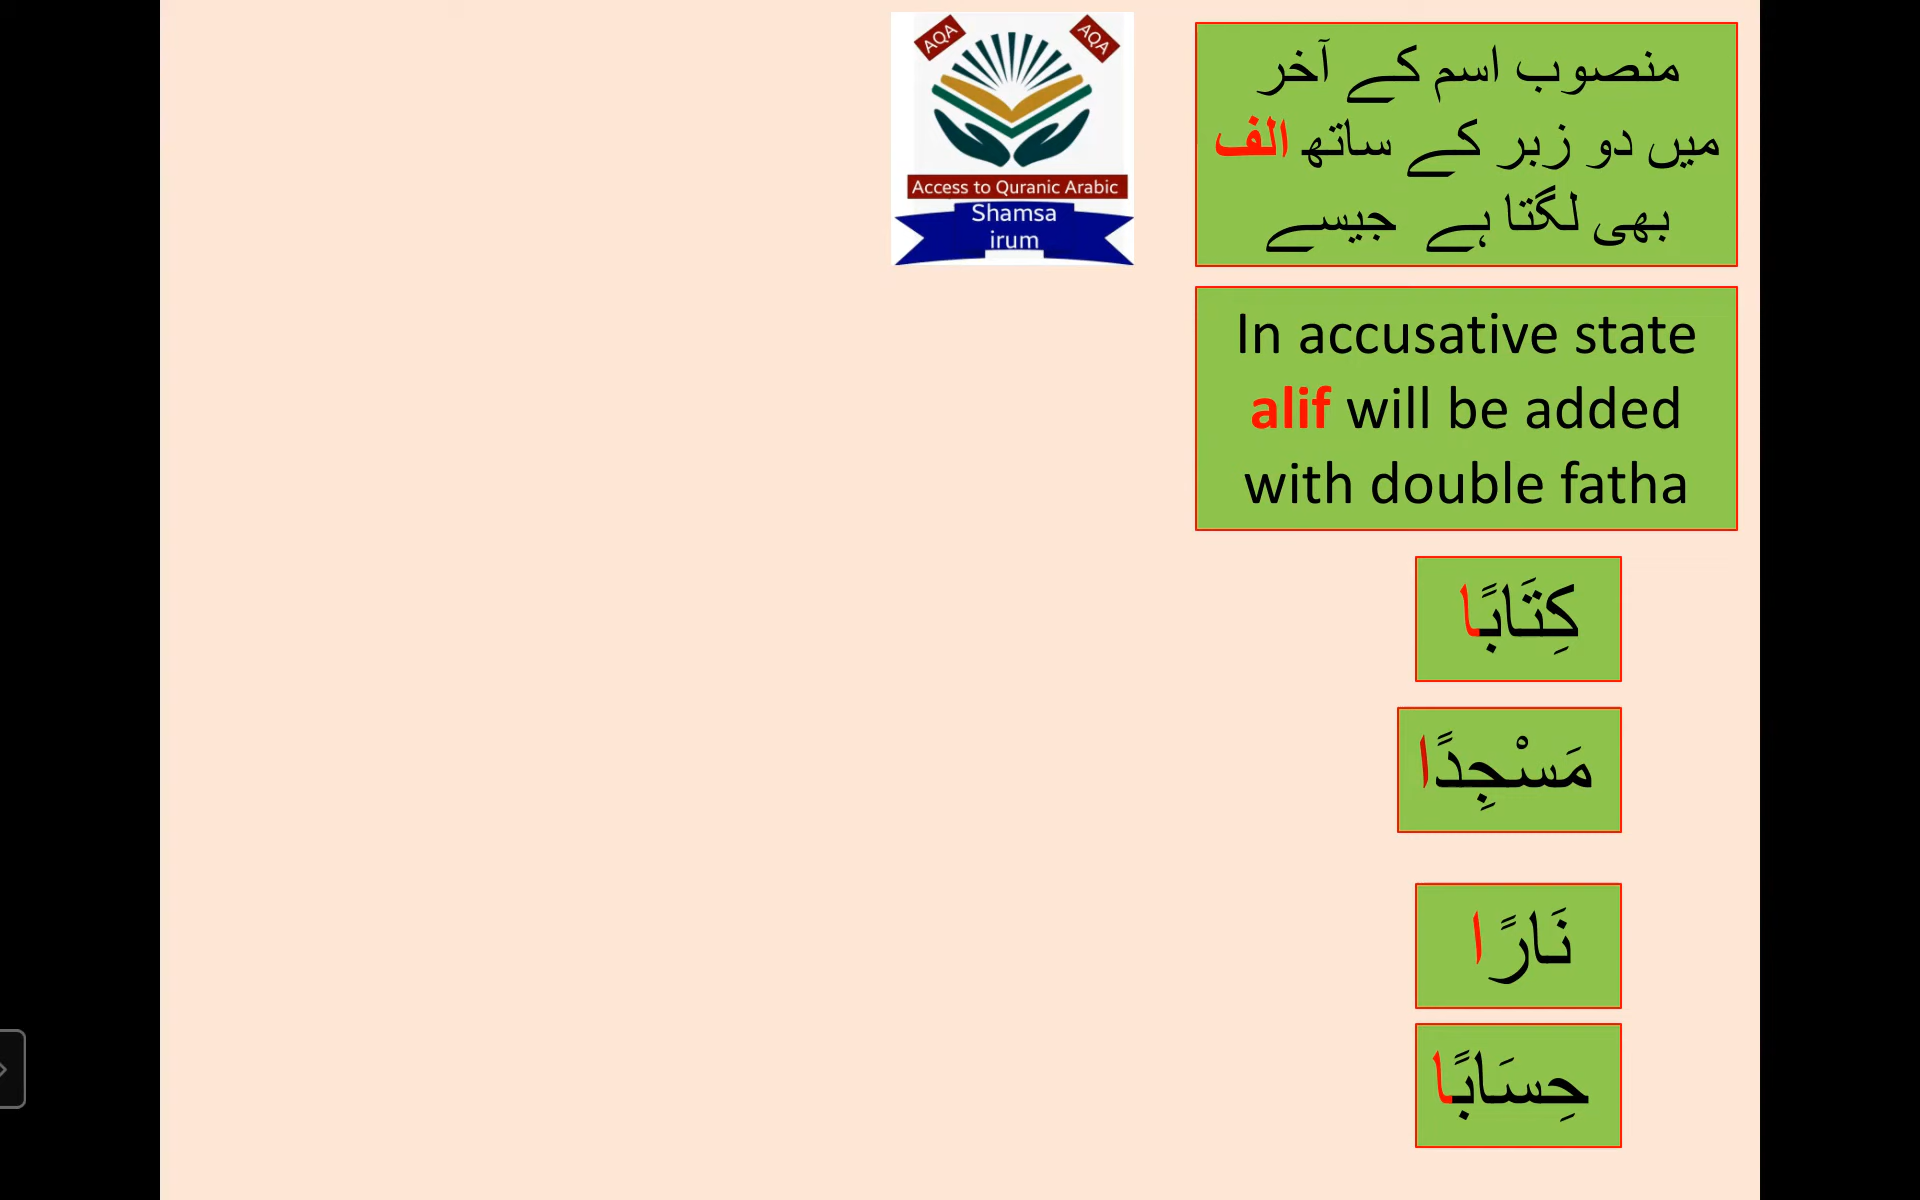 AQA
AQA
Access to Quranic Arabic
Shamsa
irum
منصوب اسم کے آخر
میں دو زبر کے ساتھ الف
بھی لگتا ہے جیسے
In accusative state
alif will be added
with double fatha
كِتَابًا
مَسْجِدًا
نَارًا
حِسَابًا